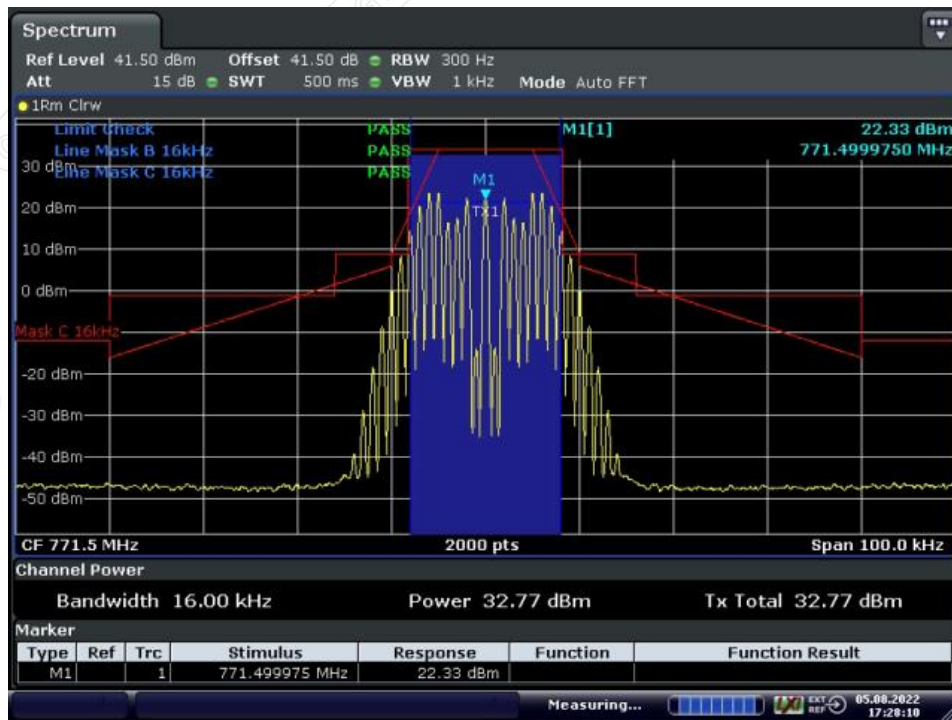 Spectrum
Ref Level 41.50 dBm Offset 41.50 dB RBW 300 Hz
Att 15 dB SWT 500 ms VBW 1 kHz Mode Auto FFT
1Rm Clrw
Limit Check PASS M1[1] 22.33 dBm
Line Mask B 16kHz PASS 771.4999750 MHz
30 dBm Line Mask C 16kHz PASS
M1
20 dBm TX1
10 dBm
0 dBm
Mask C 16kHz
-20 dBm
-30 dBm
-40 dBm
-50 dBm
CF 771.5 MHz 2000 pts Span 100.0 kHz
Channel Power
Bandwidth 16.00 kHz Power 32.77 dBm Tx Total 32.77 dBm
Marker
Type Ref Trc Stimulus Response Function Function Result
M1 1 771.499975 MHz 22.33 dBm
Measuring... LXI EXT REF 05.08.2022
17:28:10